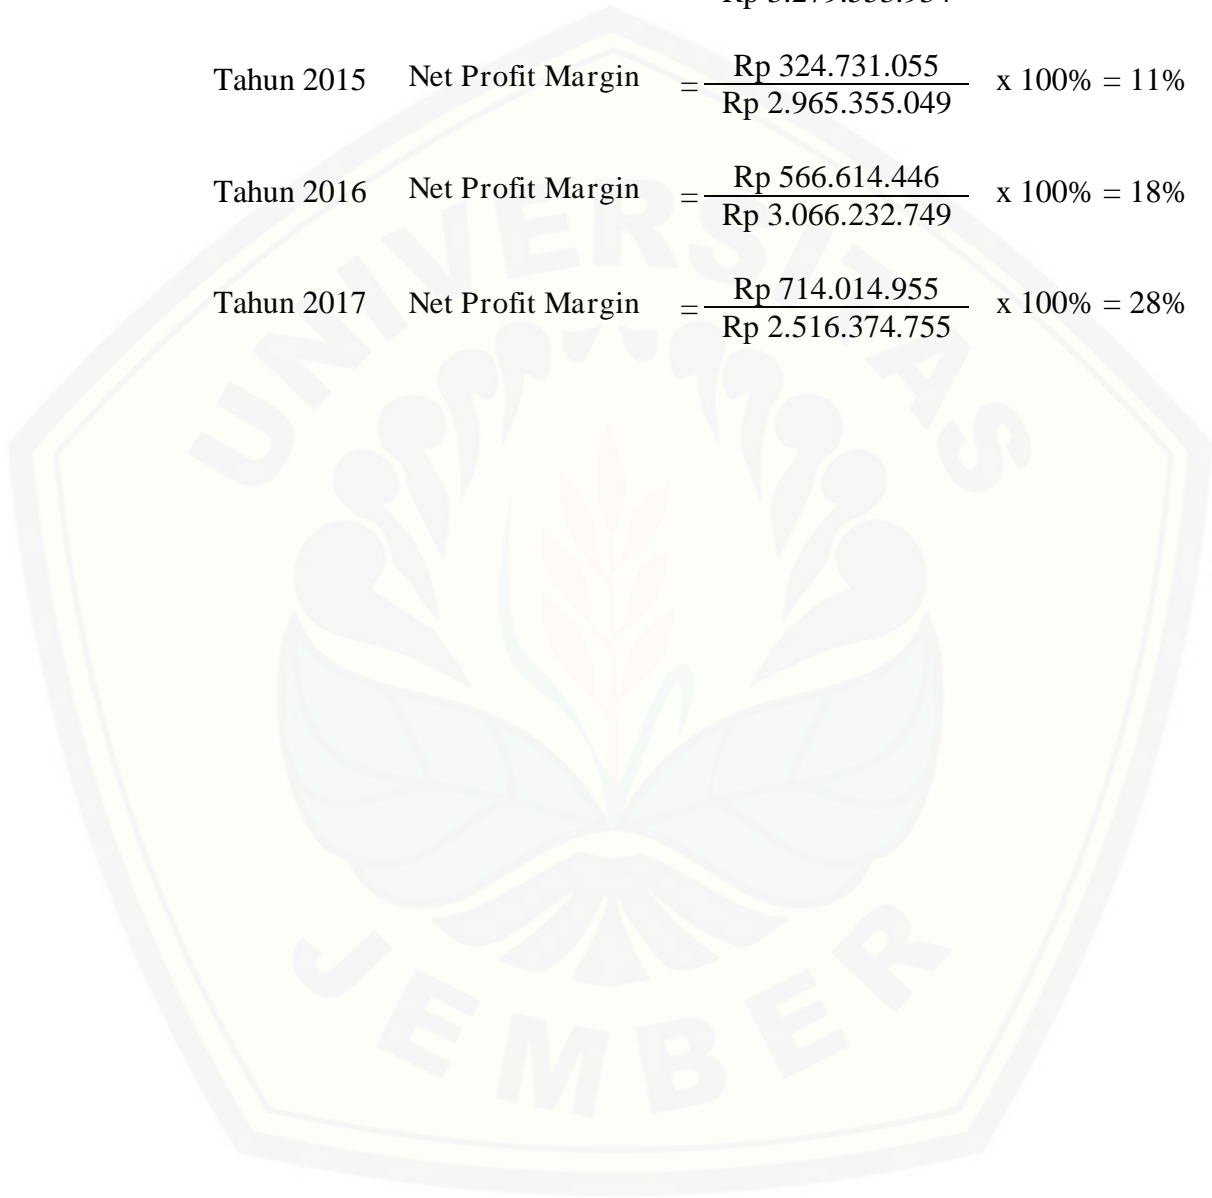 Rp
Tahun 2015 Net Profit Margin = Rp 324.731.055 x 100% = 11%
Rp 2.965.355.049
Tahun 2016 Net Profit Margin = Rp 566.614.446 x 100% = 18%
Rp 3.066.232.749
Tahun 2017 Net Profit Margin = Rp 714.014.955 x 100% = 28%
Rp 2.516.374.755
UNIVERSITAS
JEMBER